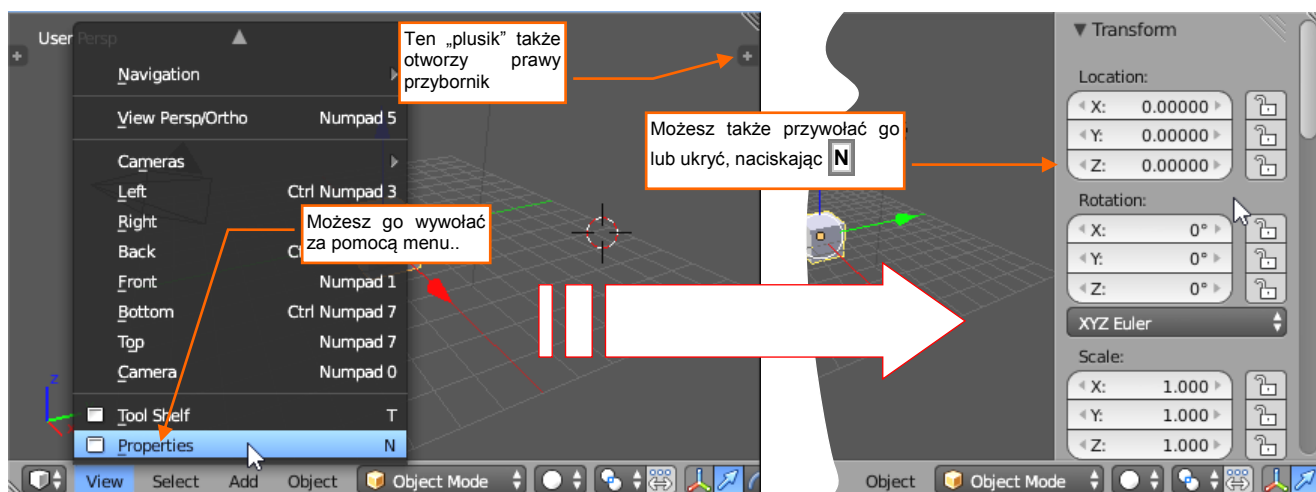 User Persp
Navigation
View Persp/Ortho Numpad 5
Cameras
Left Ctrl Numpad 3
Right
Back
Front Numpad 1
Bottom Ctrl Numpad 7
Top Numpad 7
Camera Numpad 0
Tool Shelf T
Properties N
View Select Add Object Object Mode
z
Ten „plusik” także
otworzy prawy
przybornik
Możesz go wywołać
za pomocą menu..
Możesz także przywołać go
lub ukryć, naciskając N
Transform
Location:
X: 0.00000
Y: 0.00000
Z: 0.00000
Rotation:
X: 0°
Y: 0°
Z: 0°
XYZ Euler
Scale:
X: 1.000
Y: 1.000
Z: 1.000
Object Object Mode